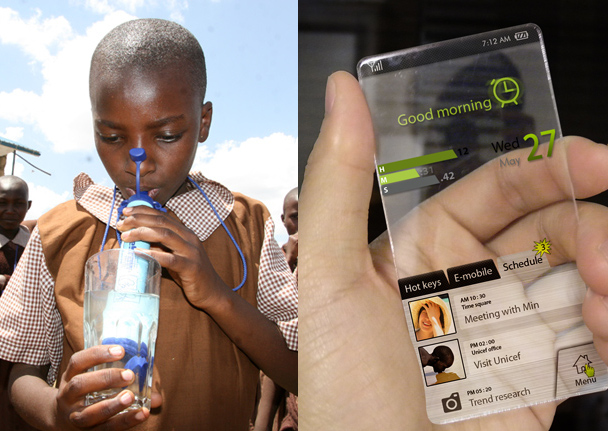 7:12 AM
Good morning
Wed 27
May
H 12
M 31
S .42
Hot keys E-mobile Schedule 3
AM 10 : 30
Time square
Meeting with Min
PM 02 : 00
Unicef office
Visit Unicef
PM 05 : 20
Trend research
Menu